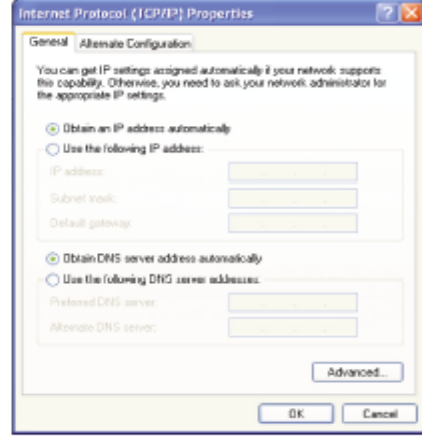 Internet Protocol (TCP/IP) Properties
General
Alternate Configuration
You can get IP settings assigned automatically if your network supports
this capability. Otherwise, you need to ask your network administrator for
the appropriate IP settings.
Obtain an IP address automatically
Use the following IP address:
IP address:
Subnet mask:
Default gateway:
Obtain DNS server address automatically
Use the following DNS server addresses:
Preferred DNS server:
Alternate DNS server:
Advanced...
OK
Cancel